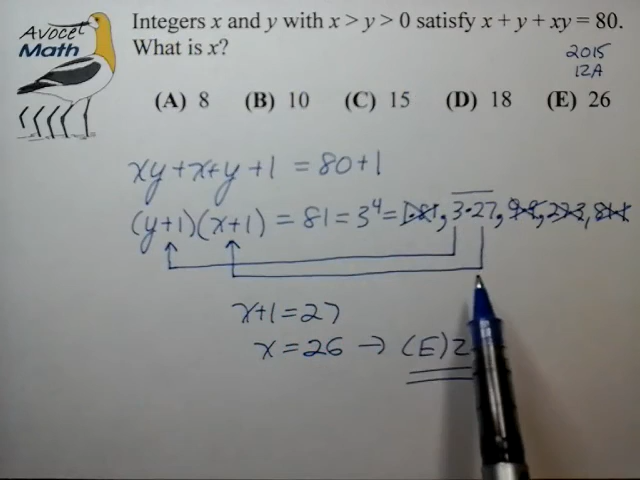 Avocet
Math
Integers x and y with x > y > 0 satisfy x + y + xy = 80.
What is x?
2015
12A
(A) 8 (B) 10 (C) 15 (D) 18 (E) 26
xy+x+y+1 = 80+1
(y+1)(x+1) = 81 = 3⁴ = 1·81, 3·27, 9·9, 27·3, 81·1
x+1=27
x=26 → (E) 2